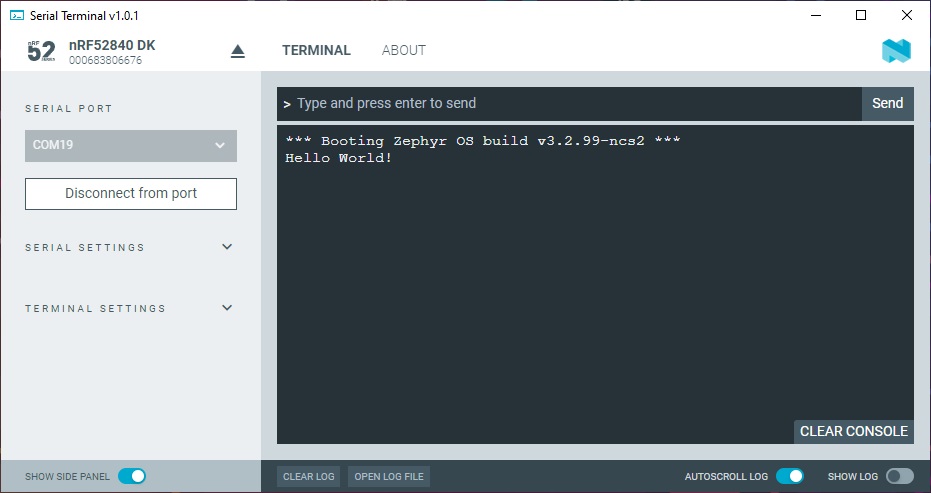 Serial Terminal v1.0.1
nRF
52
SERIES
nRF52840 DK
000683806676
TERMINAL
ABOUT
SERIAL PORT
COM19
Disconnect from port
SERIAL SETTINGS
TERMINAL SETTINGS
> Type and press enter to send
Send
*** Booting Zephyr OS build v3.2.99-ncs2 ***
Hello World!
CLEAR CONSOLE
SHOW SIDE PANEL
CLEAR LOG
OPEN LOG FILE
AUTOSCROLL LOG
SHOW LOG